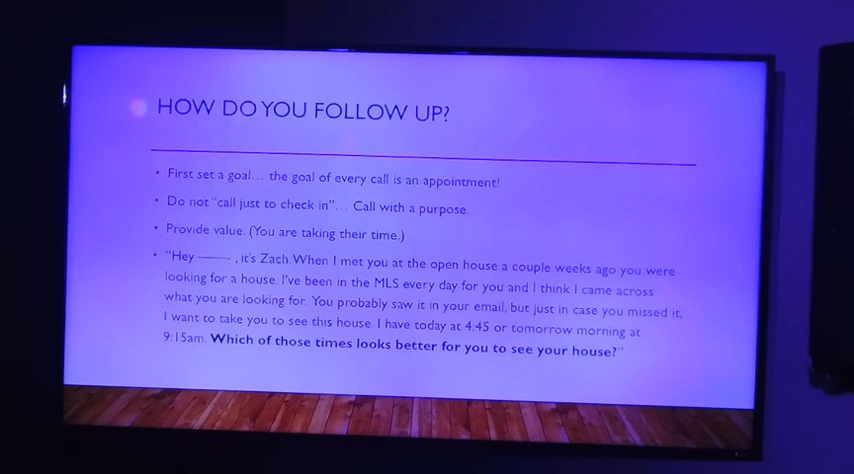 HOW DO YOU FOLLOW UP?
• First set a goal... the goal of every call is an appointment!
• Do not "call just to check in"... Call with a purpose.
• Provide value. (You are taking their time.)
• "Hey ——— , it's Zach. When I met you at the open house a couple weeks ago you were
looking for a house. I've been in the MLS every day for you and I think I came across
what you are looking for. You probably saw it in your email, but just in case you missed it,
I want to take you to see this house. I have today at 4:45 or tomorrow morning at
9:15am. Which of those times looks better for you to see your house?"